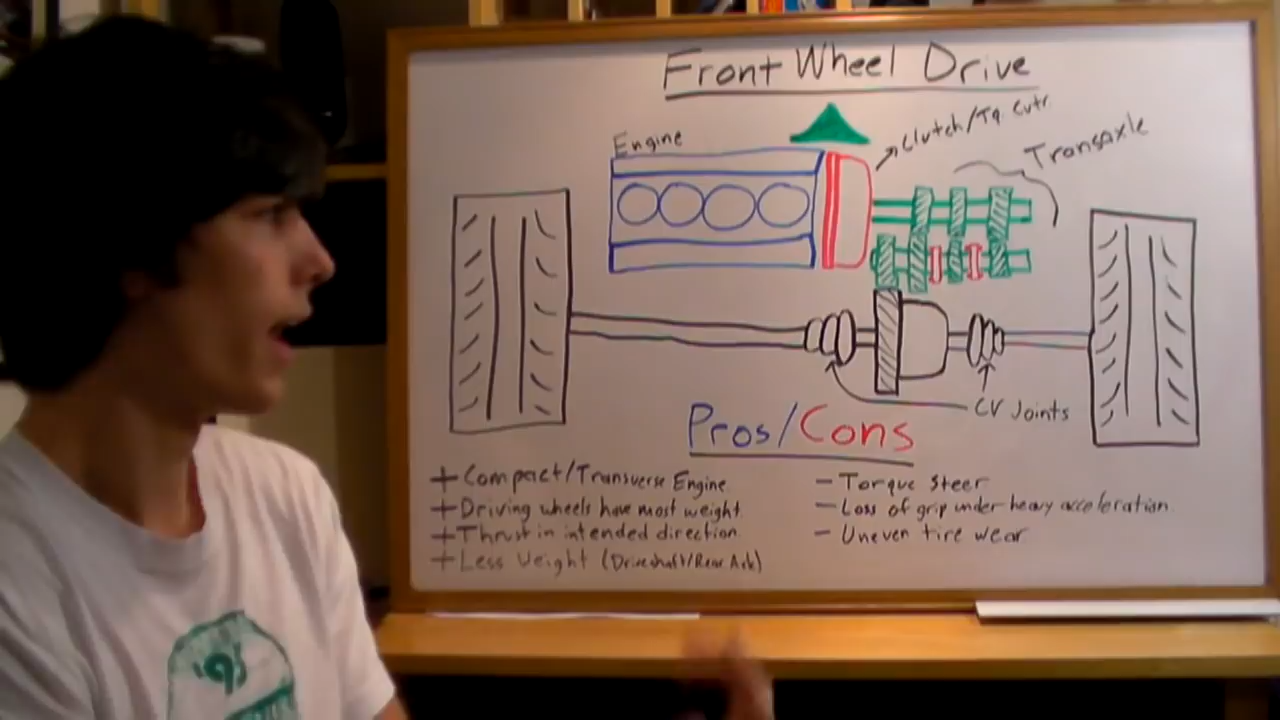 Front Wheel Drive
Engine
Clutch/Tq. Cvtr.
Transaxle
CV Joints
Pros/Cons
+ Compact/Transverse Engine
+ Driving wheels have most weight
+ Thrust in intended direction
+ Less Weight (Driveshaft/Rear Axle)
- Torque Steer
- Loss of grip under heavy acceleration
- Uneven tire wear
'95